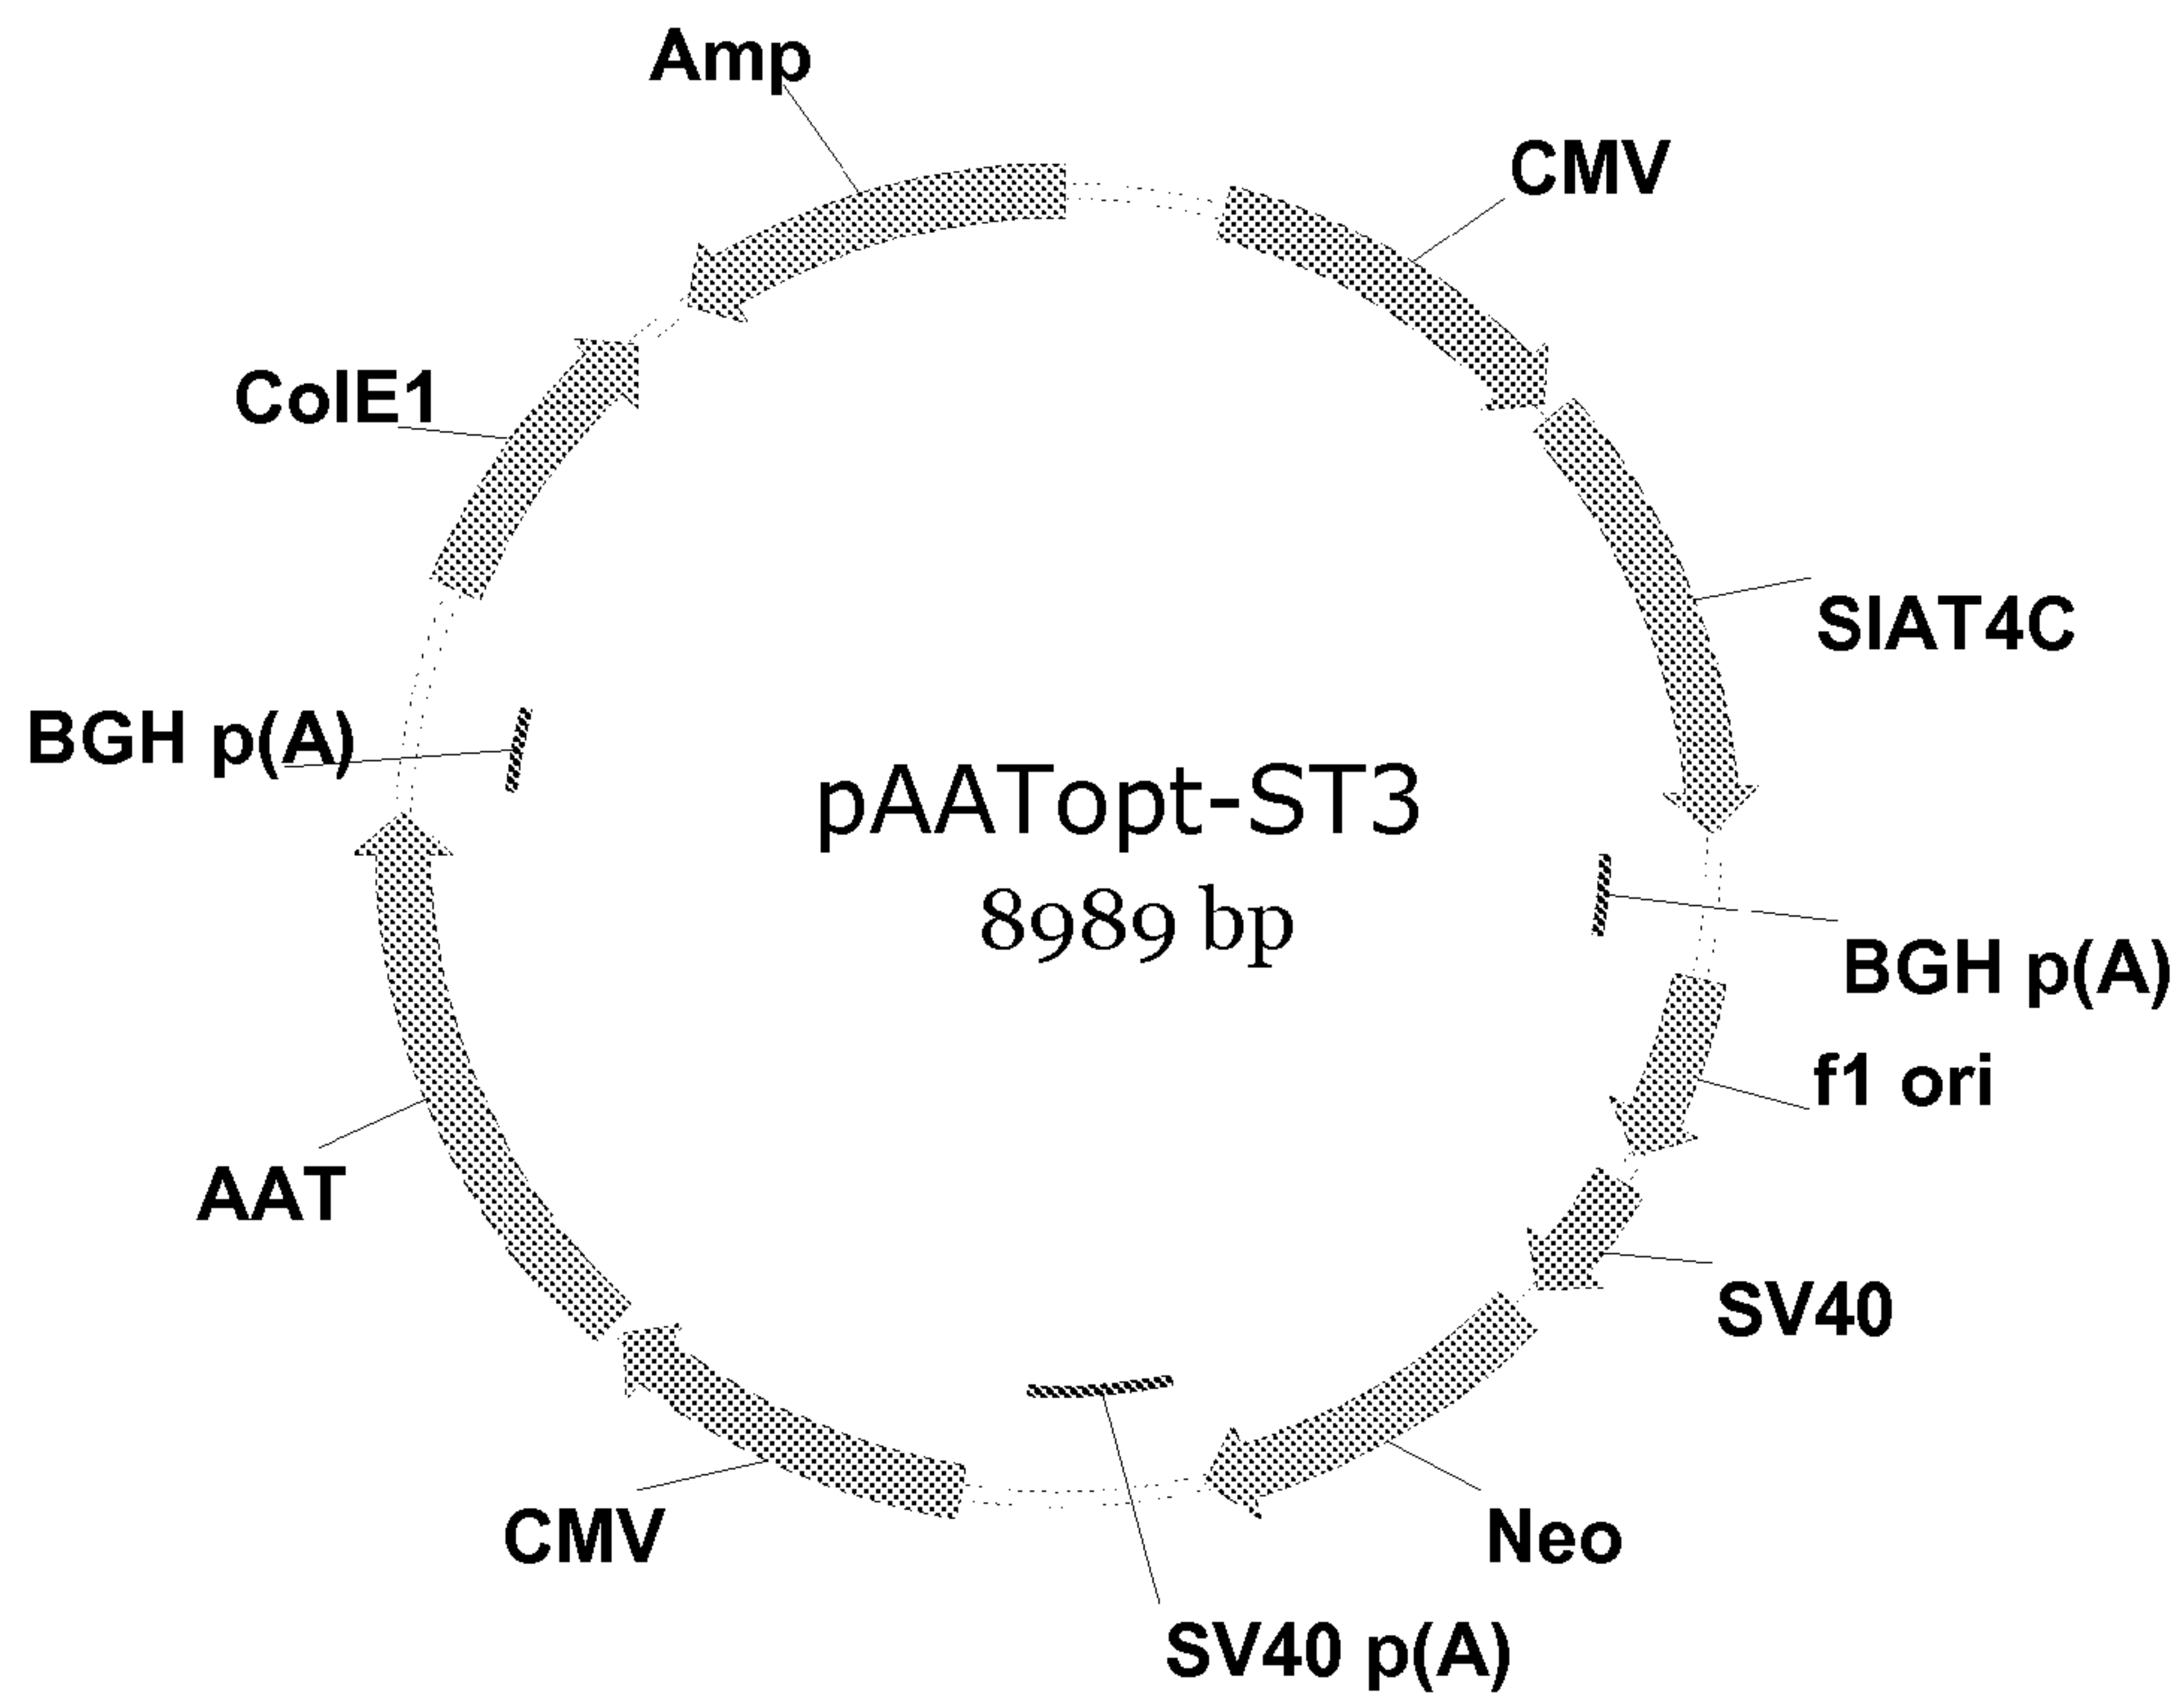 Amp
CMV
ColE1
SIAT4C
BGH p(A)
pAATopt-ST3
8989 bp
BGH p(A)
f1 ori
AAT
SV40
CMV
Neo
SV40 p(A)